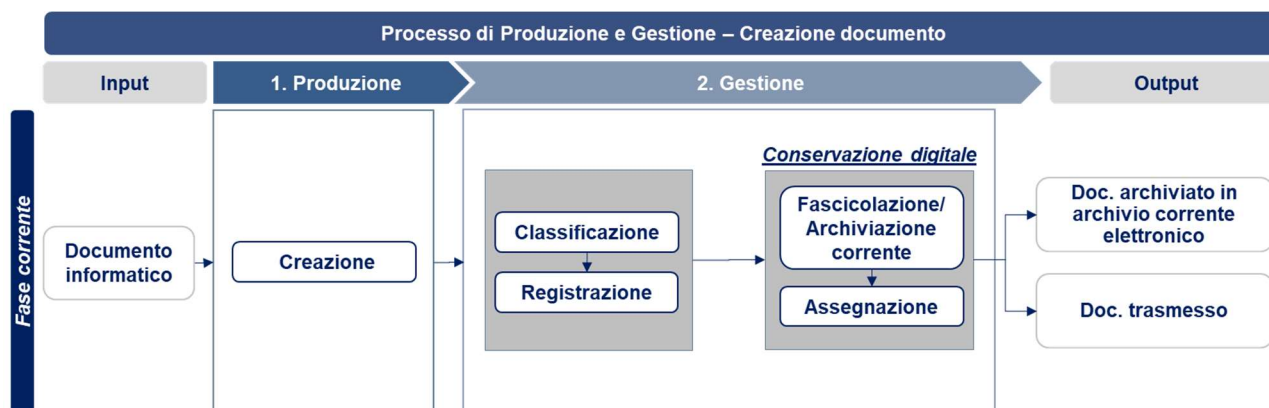 Processo di Produzione e Gestione – Creazione documento
Input
1. Produzione
2. Gestione
Output
Fase corrente
Documento
informatico
Creazione
Classificazione
Registrazione
Conservazione digitale
Fascicolazione/
Archiviazione
corrente
Assegnazione
Doc. archiviato in
archivio corrente
elettronico
Doc. trasmesso